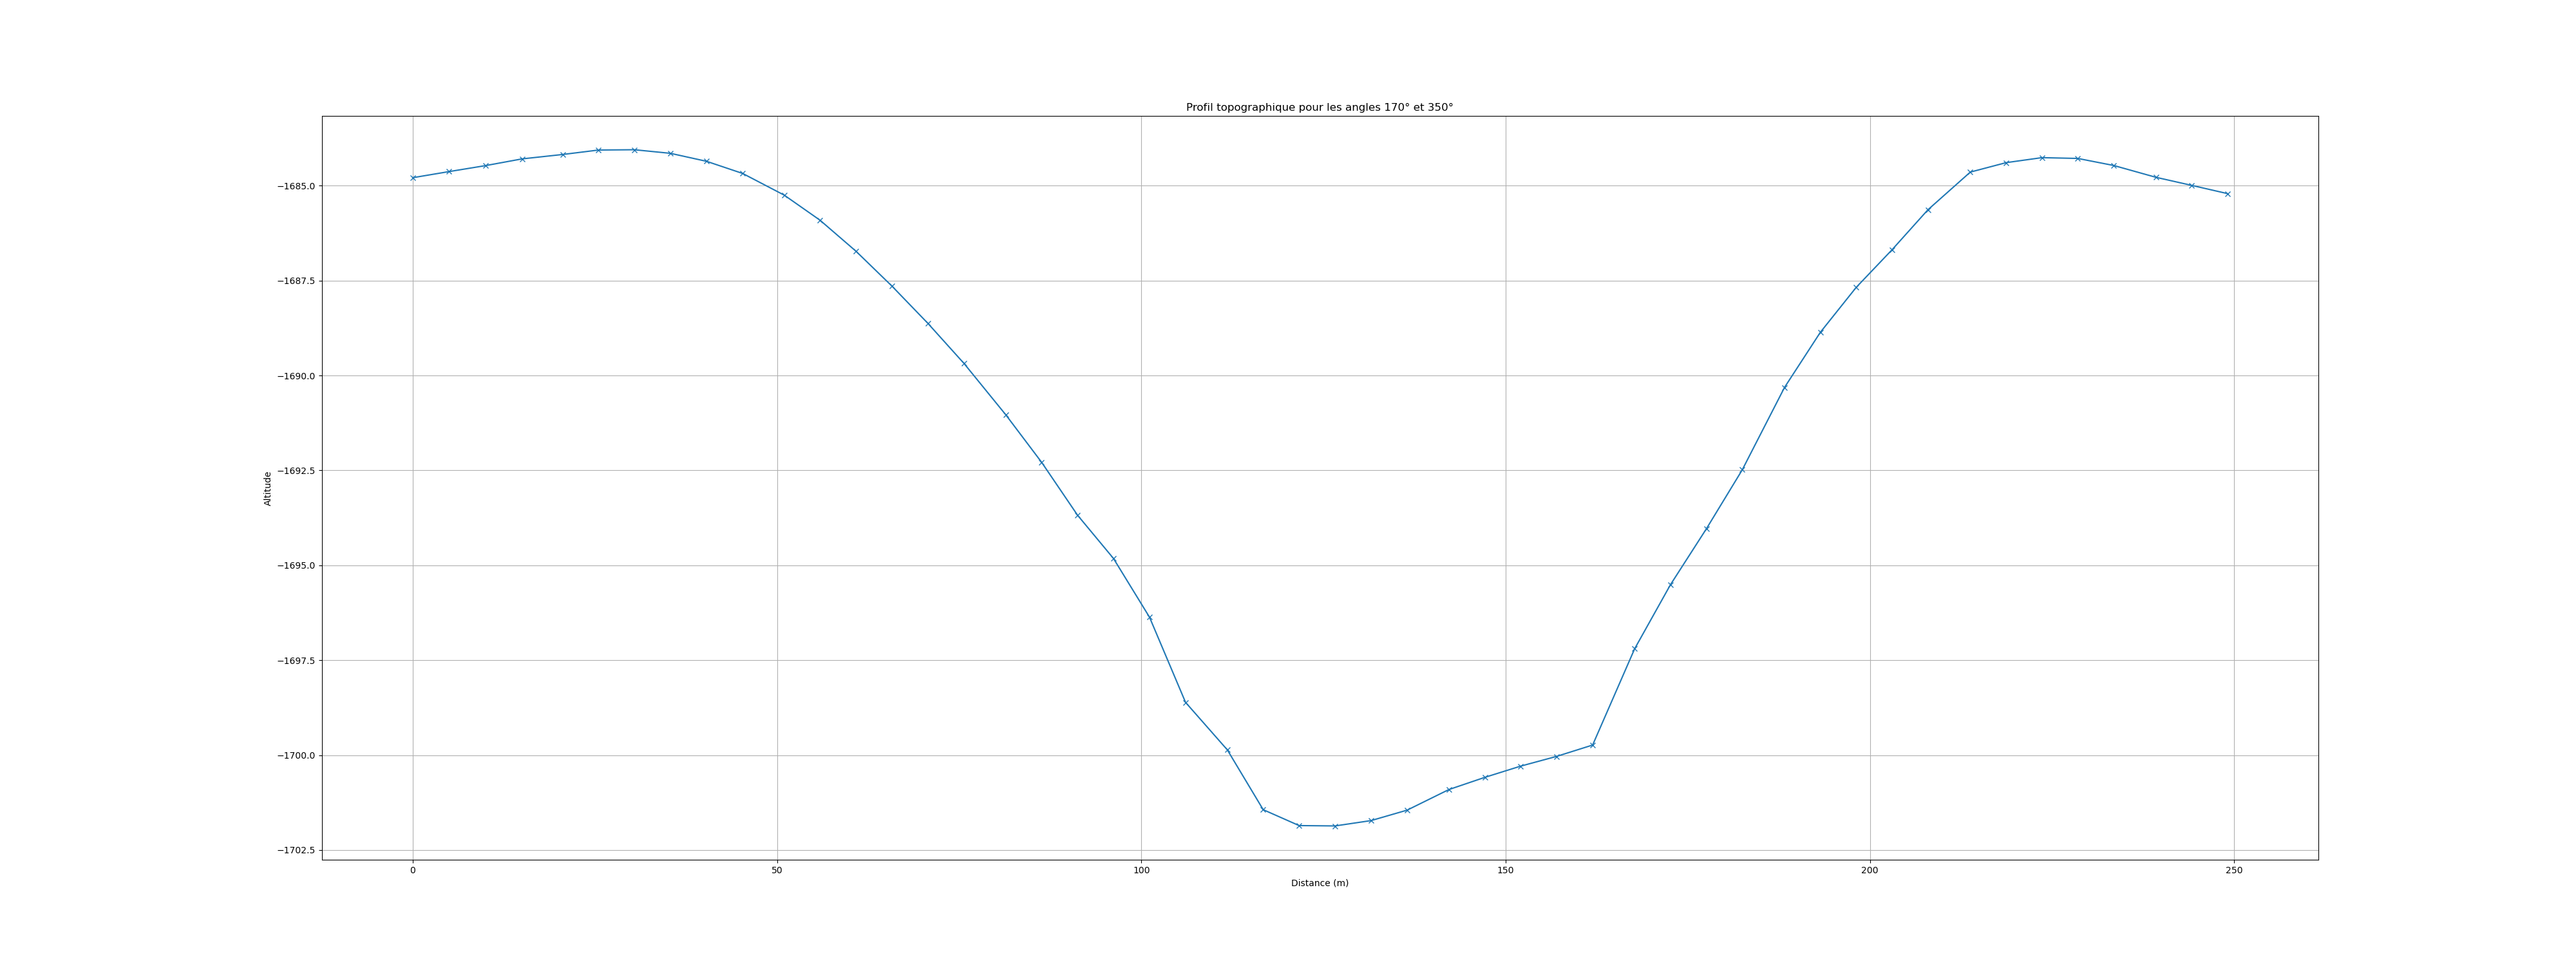 Profil topographique pour les angles 170° et 350°
Altitude
−1685.0
−1687.5
−1690.0
−1692.5
−1695.0
−1697.5
−1700.0
−1702.5
0 50 100 150 200 250
Distance (m)